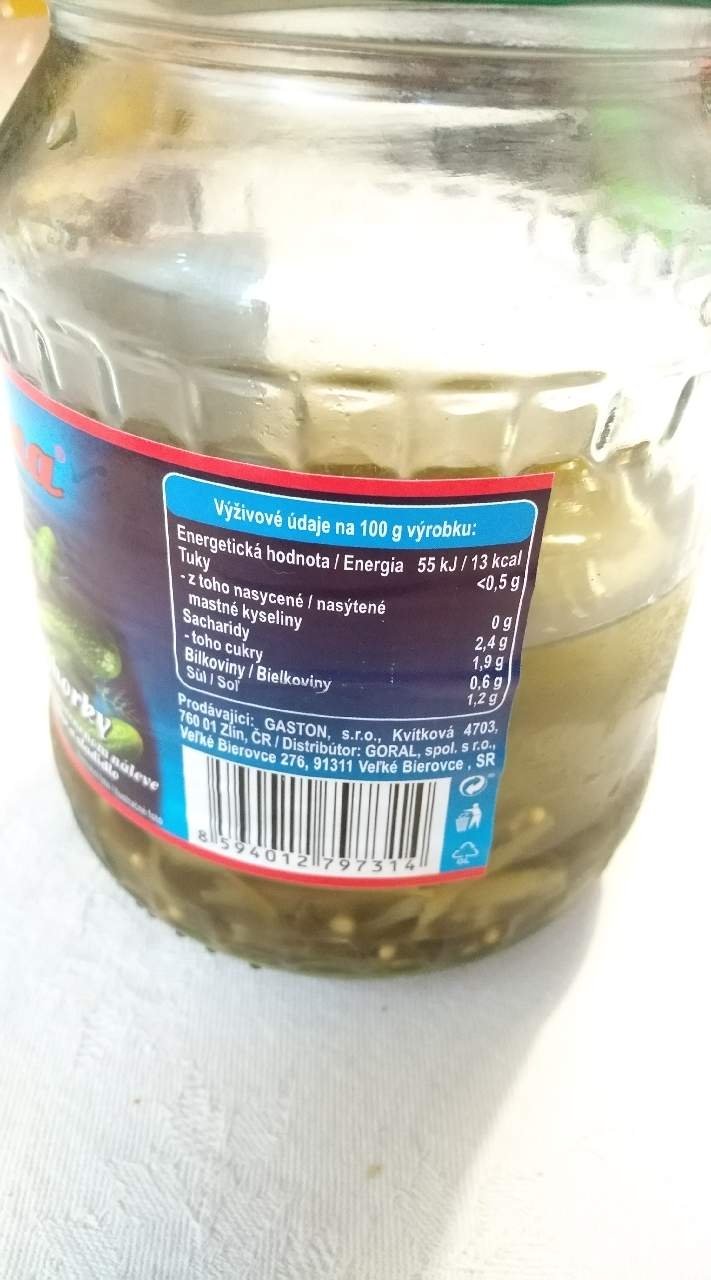 Výživové údaje na 100 g výrobku:
Energetická hodnota / Energia 55 kJ / 13 kcal
Tuky <0,5 g
- z toho nasycené / nasýtené
mastné kyseliny 0 g
Sacharidy 2,4 g
- toho cukry 1,9 g
Bílkoviny / Bielkoviny 0,6 g
Sůl / Soľ 1,2 g
Prodávající: GASTON, s.r.o., Kvítková 4703,
760 01 Zlín, ČR / Distribútor: GORAL, spol. s r.o.,
Veľké Bierovce 276, 91311 Veľké Bierovce , SR
8 594012 797314
GL
nálevu